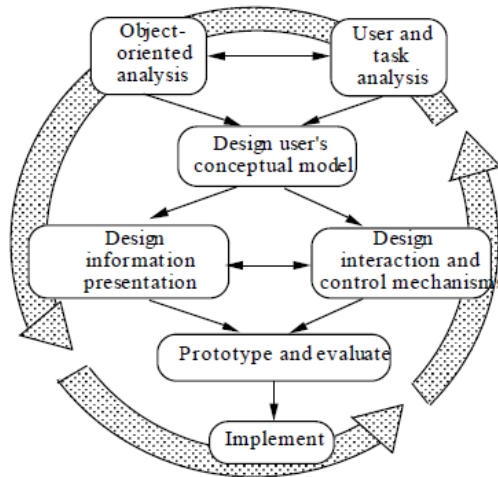 Object-
oriented
analysis
User and
task
analysis
Design user's
conceptual model
Design
information
presentation
Design
interaction and
control mechanisms
Prototype and evaluate
Implement